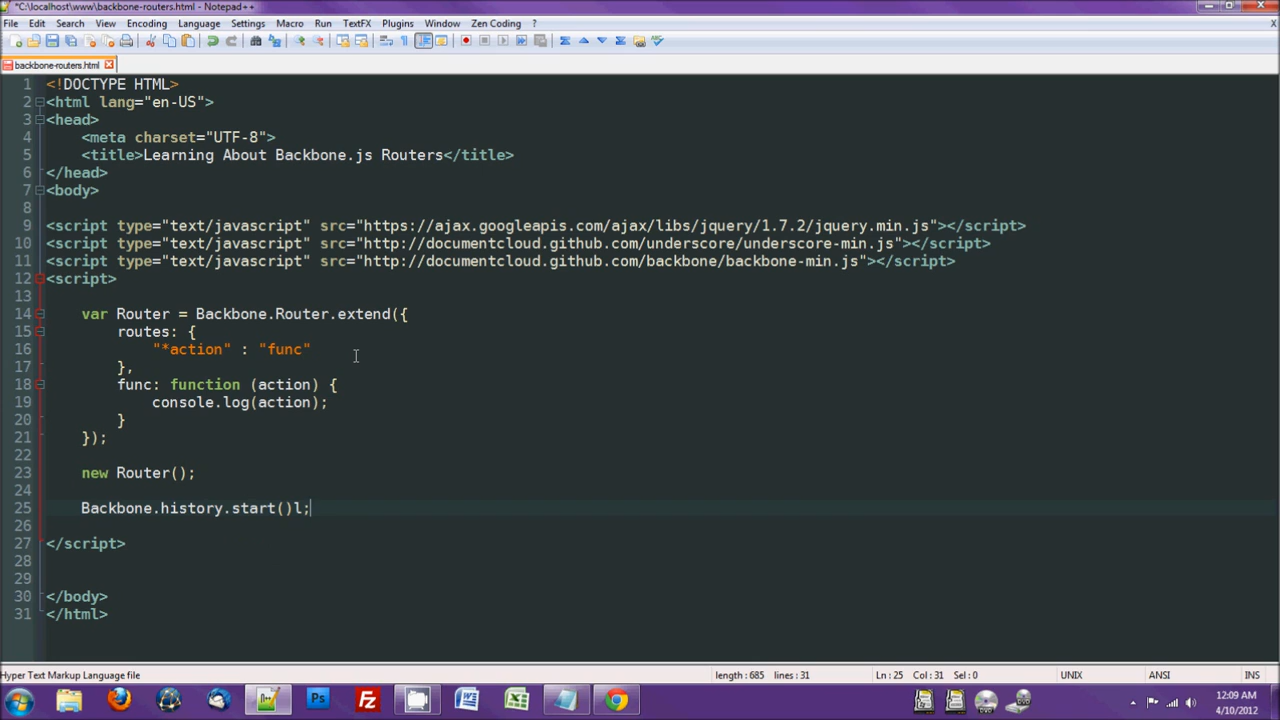 *C:\localhost\www\backbone-routers.html - Notepad++
File Edit Search View Encoding Language Settings Macro Run TextFX Plugins Window Zen Coding ? X
backbone-routers.html
1 <!DOCTYPE HTML>
2 <html lang="en-US">
3 <head>
4 <meta charset="UTF-8">
5 <title>Learning About Backbone.js Routers</title>
6 </head>
7 <body>
8
9 <script type="text/javascript" src="https://ajax.googleapis.com/ajax/libs/jquery/1.7.2/jquery.min.js"></script>
10 <script type="text/javascript" src="http://documentcloud.github.com/underscore/underscore-min.js"></script>
11 <script type="text/javascript" src="http://documentcloud.github.com/backbone/backbone-min.js"></script>
12 <script>
13
14 var Router = Backbone.Router.extend({
15 routes: {
16 "*action" : "func"
17 },
18 func: function (action) {
19 console.log(action);
20 }
21 });
22
23 new Router();
24
25 Backbone.history.start()l;
26
27 </script>
28
29
30 </body>
31 </html>
Hyper Text Markup Language file length : 685 lines : 31 Ln : 25 Col : 31 Sel : 0 UNIX ANSI INS
12:09 AM
4/10/2012